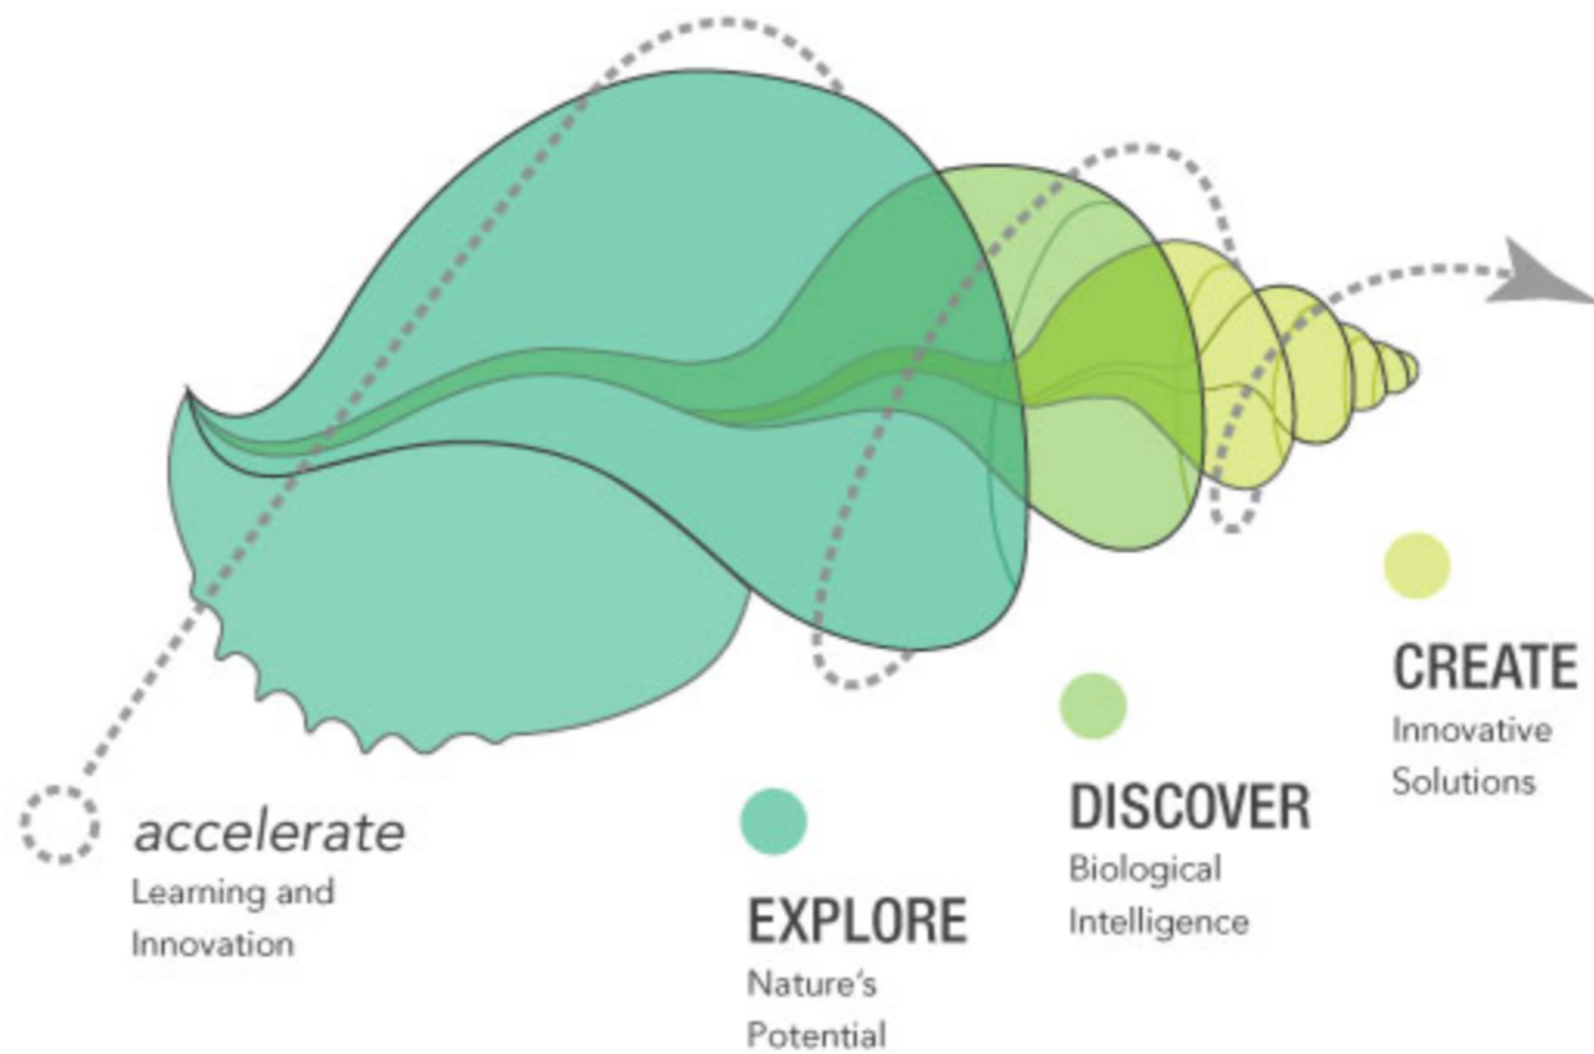 accelerate
Learning and
Innovation
EXPLORE
Nature's
Potential
DISCOVER
Biological
Intelligence
CREATE
Innovative
Solutions